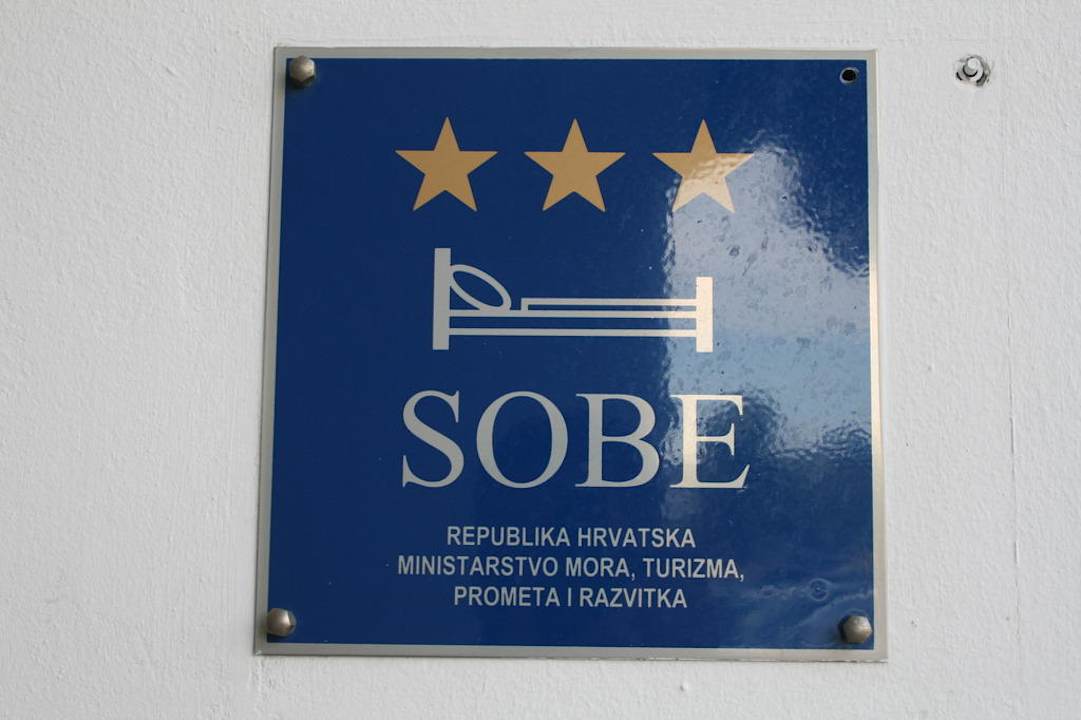 SOBE
REPUBLIKA HRVATSKA
MINISTARSTVO MORA, TURIZMA,
PROMETA I RAZVITKA